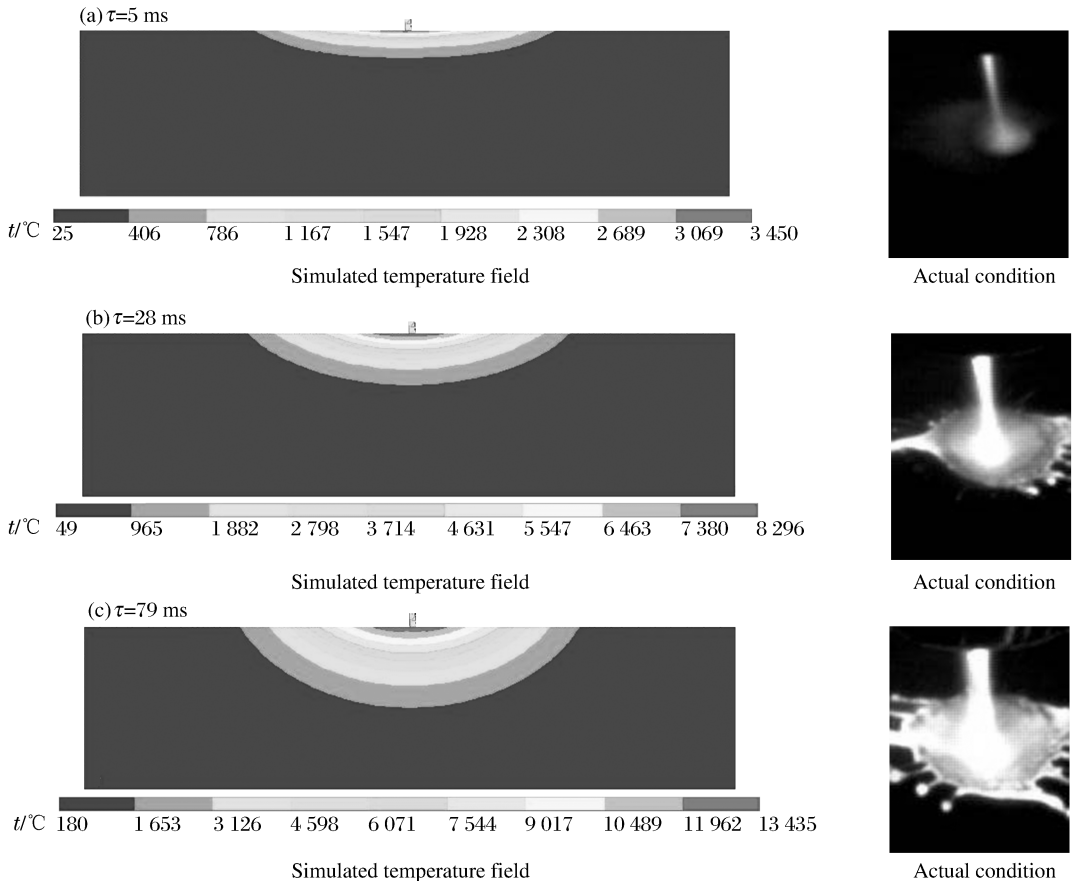 (a) τ=5 ms
t/℃ 25 406 786 1 167 1 547 1 928 2 308 2 689 3 069 3 450
Simulated temperature field Actual condition
(b) τ=28 ms
t/℃ 49 965 1 882 2 798 3 714 4 631 5 547 6 463 7 380 8 296
Simulated temperature field Actual condition
(c) τ=79 ms
t/℃ 180 1 653 3 126 4 598 6 071 7 544 9 017 10 489 11 962 13 435
Simulated temperature field Actual condition